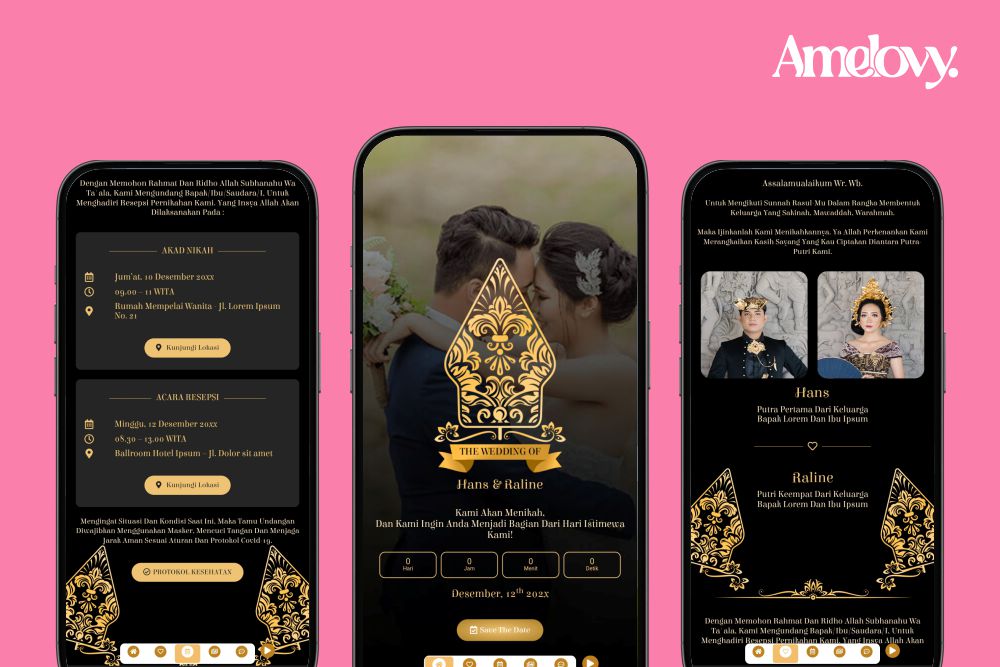 Amelovy.
Dengan Memohon Rahmat Dan Ridho Allah Subhanahu Wa
Ta`ala, Kami Mengundang Bapak/Ibu/Saudara/I, Untuk
Menghadiri Resepsi Pernikahan Kami, Yang Insya Allah Akan
Dilaksanakan Pada :
AKAD NIKAH
Jum'at, 10 Desember 20xx
09.00 – 11 WITA
Rumah Mempelai Wanita - Jl. Lorem Ipsum
No. 21
Kunjungi Lokasi
ACARA RESEPSI
Minggu, 12 Desember 20xx
08.30 – 13.00 WITA
Ballroom Hotel Ipsum – Jl. Dolor sit amet
Kunjungi Lokasi
Mengingat Situasi Dan Kondisi Saat Ini, Maka Tamu Undangan
Diwajibkan Menggunakan Masker, Mencuci Tangan Dan Menjaga
Jarak Aman Sesuai Aturan Dan Protokol Covid-19.
PROTOKOL KESEHATAN
THE WEDDING OF
Hans & Raline
Kami Akan Menikah,
Dan Kami Ingin Anda Menjadi Bagian Dari Hari Istimewa
Kami!
0 0 0 0
Hari Jam Menit Detik
Desember, 12th 202x
Save The Date
Assalamualaikum Wr. Wb.
Untuk Mengikuti Sunnah Rasul-Mu Dalam Rangka Membentuk
Keluarga Yang Sakinah, Mawaddah, Warahmah.
Maka Ijinkanlah Kami Menikahkannya. Ya Allah Perkenankan Kami
Merangkaikan Kasih Sayang Yang Kau Ciptakan Diantara Putra-
Putri Kami.
Hans
Putra Pertama Dari Keluarga
Bapak Lorem Dan Ibu Ipsum
Raline
Putri Keempat Dari Keluarga
Bapak Lorem Dan Ibu Ipsum
Dengan Memohon Rahmat Dan Ridho Allah Subhanahu Wa
Ta`ala, Kami Mengundang Bapak/Ibu/Saudara/I, Untuk
Menghadiri Resepsi Pernikahan Kami, Yang Insya Allah Akan